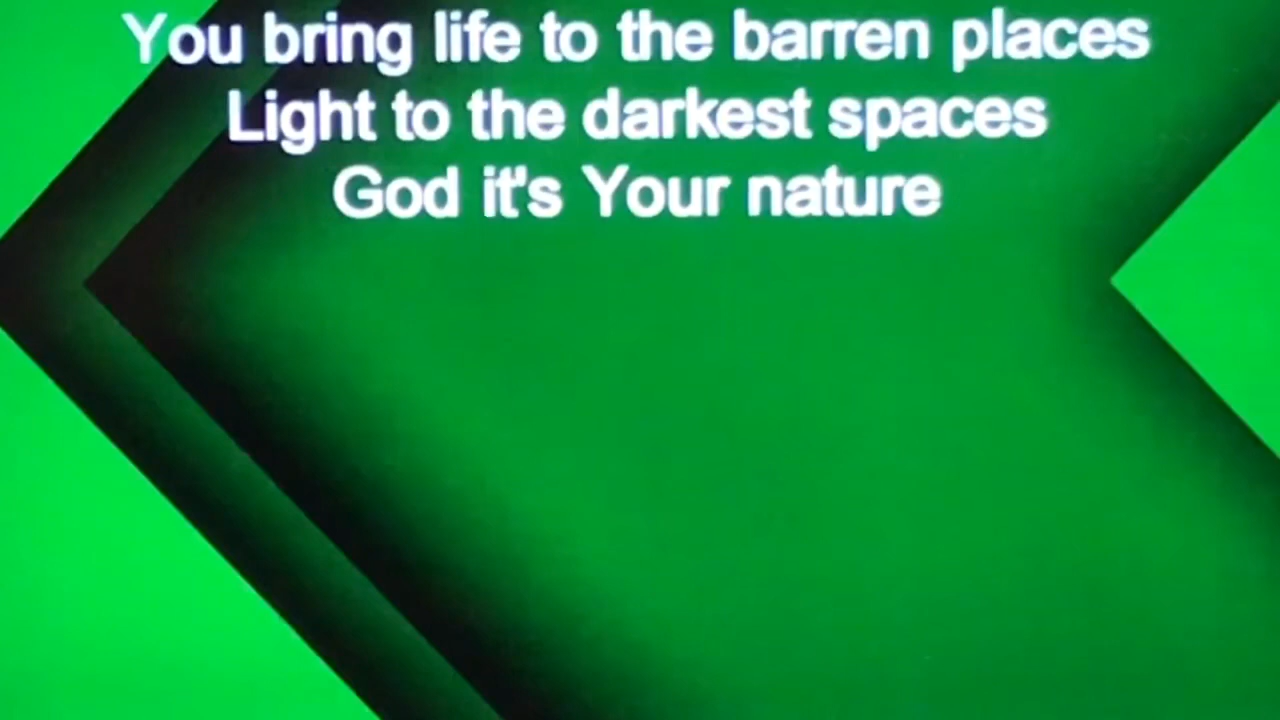 You bring life to the barren places
Light to the darkest spaces
God it's Your nature